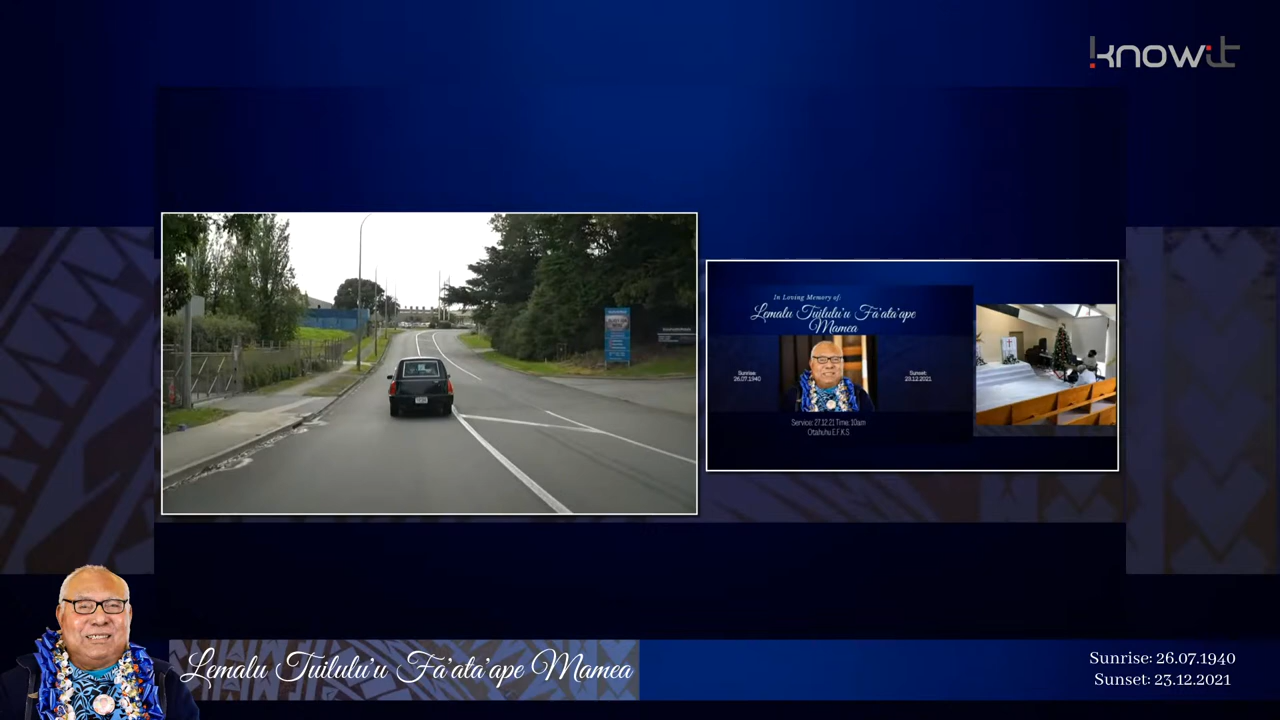 knowit
In Loving Memory of:
Lemalu Tuilulu'u Fa'ata'ape
Mamea
Sunrise:
26.07.1940
Sunset:
23.12.2021
Service: 27.12.21 Time: 10am
Otahuhu E.F.K.S
Lemalu Tuilulu'u Fa'ata'ape Mamea
Sunrise: 26.07.1940
Sunset: 23.12.2021